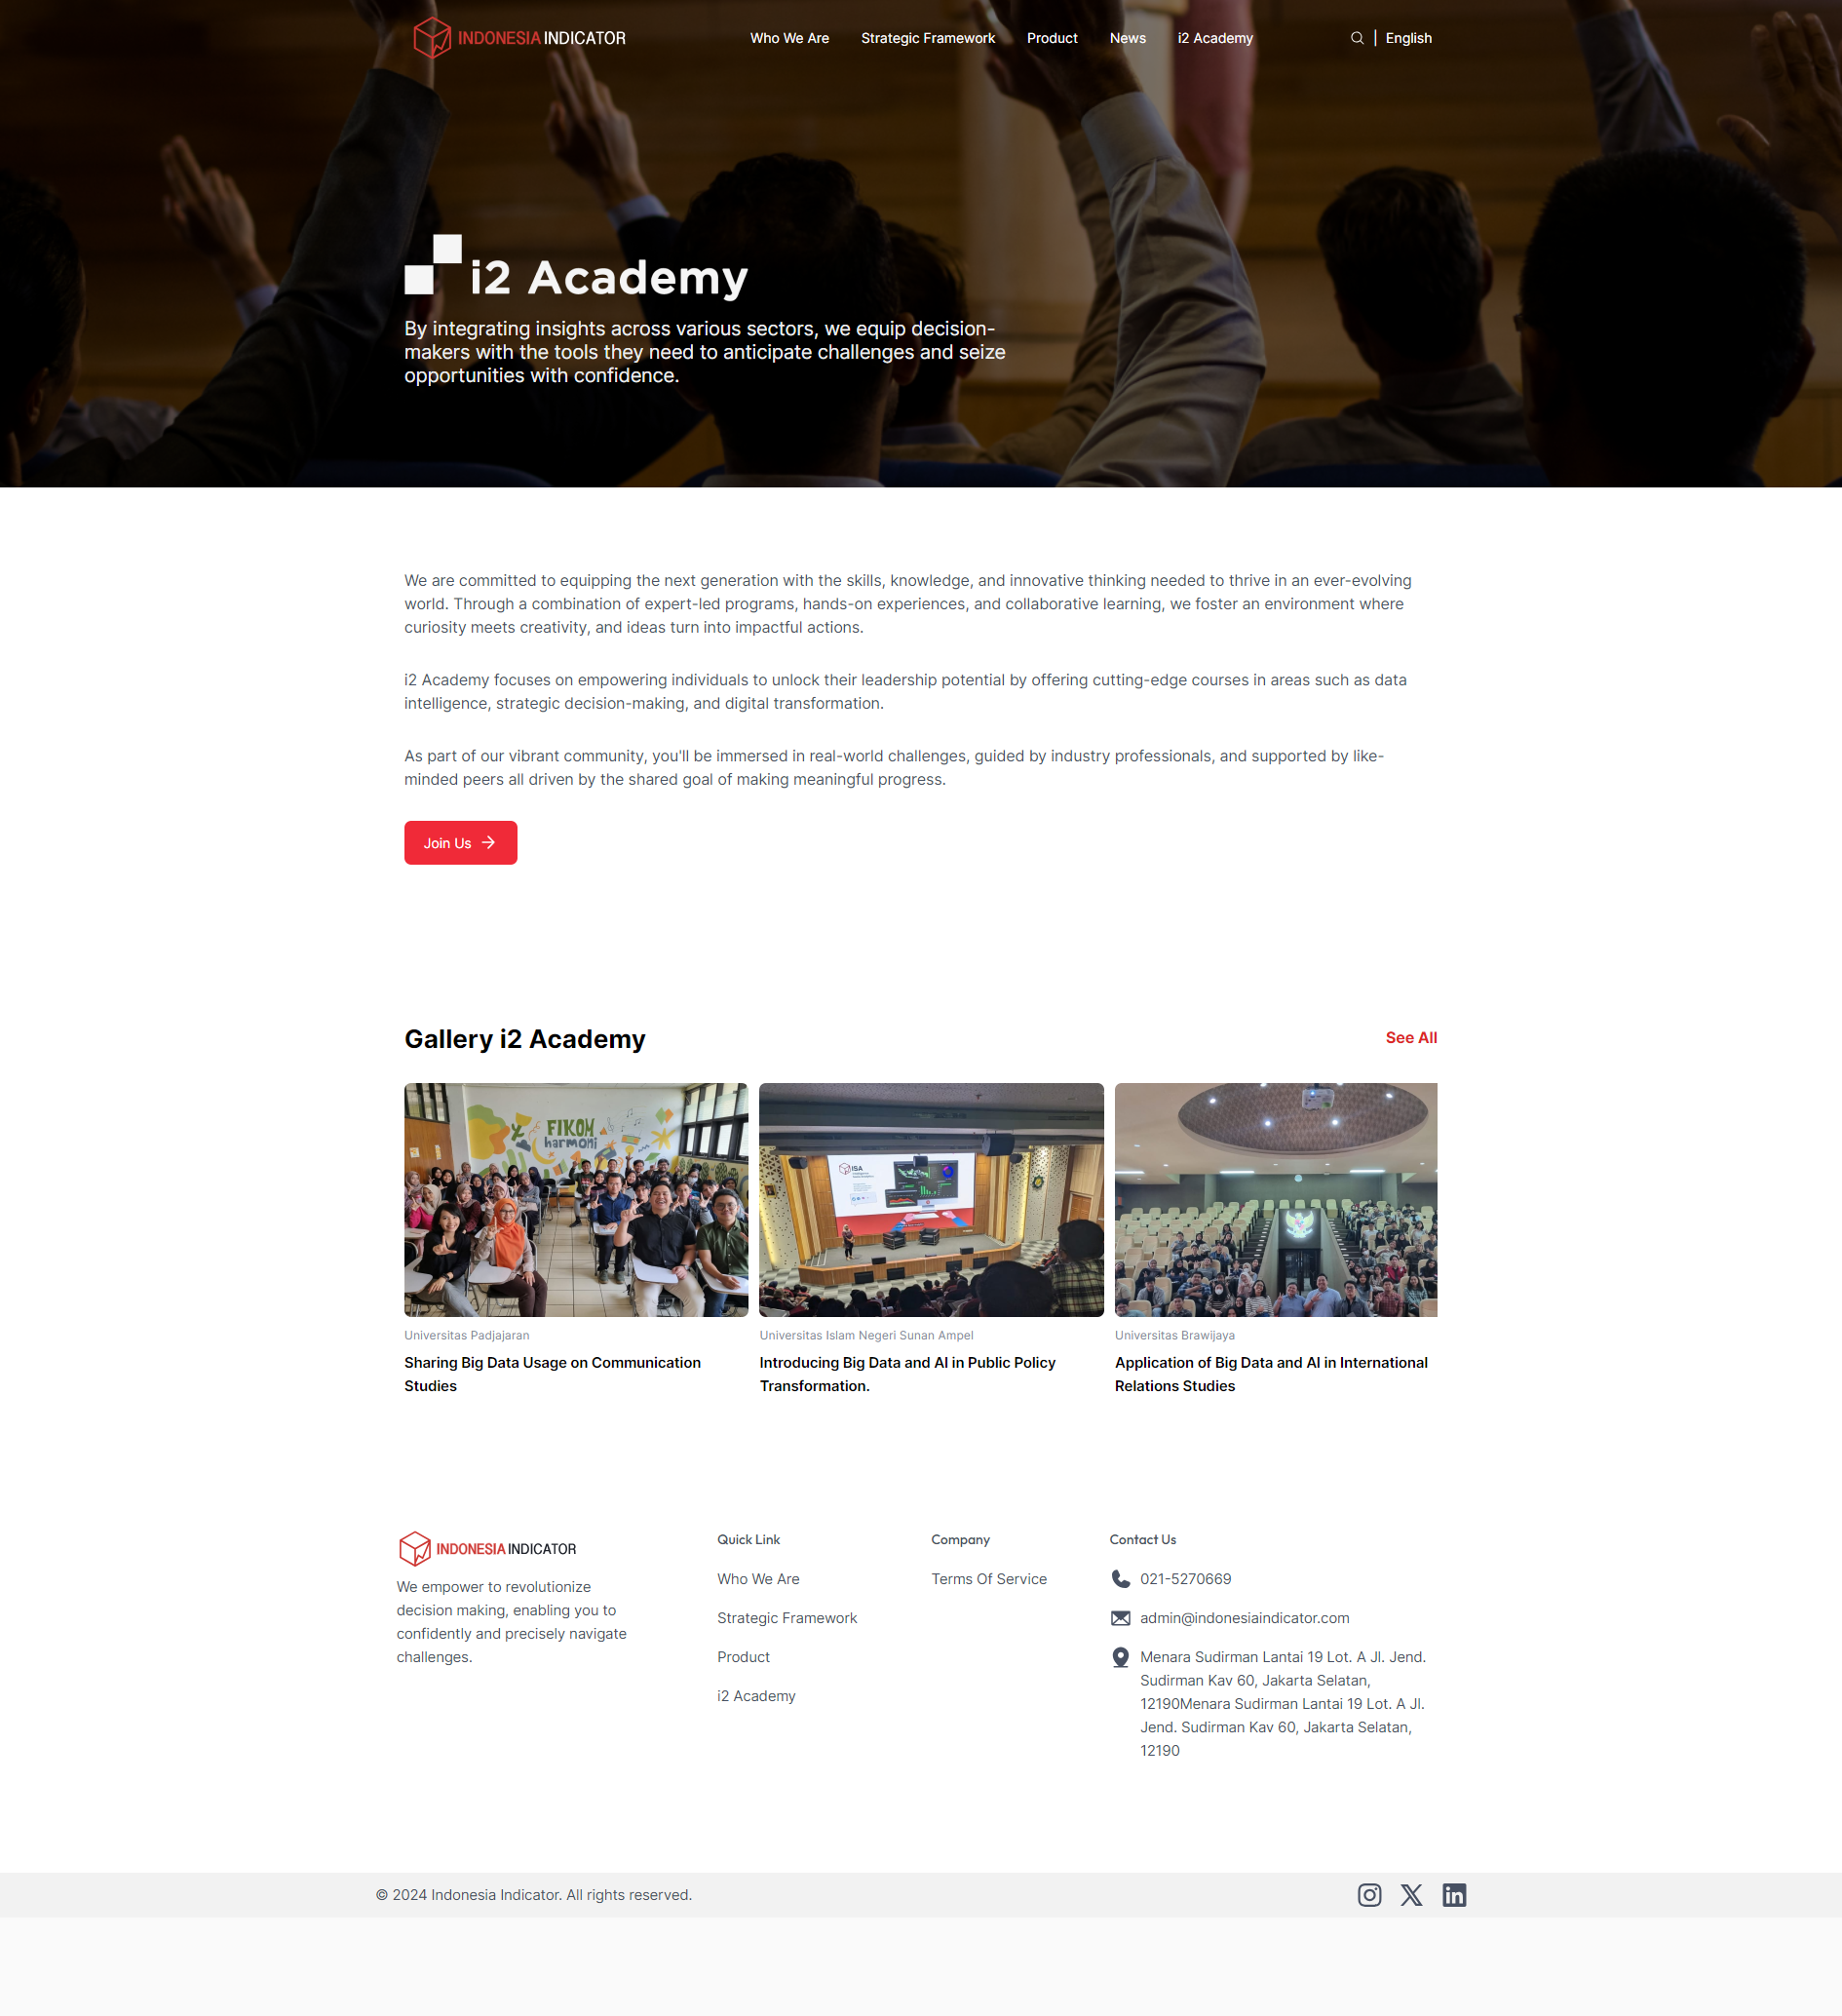 INDONESIA INDICATOR
Who We Are
Strategic Framework
Product
News
i2 Academy
English
i2 Academy
By integrating insights across various sectors, we equip decision-
makers with the tools they need to anticipate challenges and seize
opportunities with confidence.
We are committed to equipping the next generation with the skills, knowledge, and innovative thinking needed to thrive in an ever-evolving
world. Through a combination of expert-led programs, hands-on experiences, and collaborative learning, we foster an environment where
curiosity meets creativity, and ideas turn into impactful actions.
i2 Academy focuses on empowering individuals to unlock their leadership potential by offering cutting-edge courses in areas such as data
intelligence, strategic decision-making, and digital transformation.
As part of our vibrant community, you'll be immersed in real-world challenges, guided by industry professionals, and supported by like-
minded peers all driven by the shared goal of making meaningful progress.
Join Us
Gallery i2 Academy
See All
FIKOM
harmoni
ISA
Universitas Padjajaran
Sharing Big Data Usage on Communication
Studies
Universitas Islam Negeri Sunan Ampel
Introducing Big Data and AI in Public Policy
Transformation.
Universitas Brawijaya
Application of Big Data and AI in International
Relations Studies
INDONESIA INDICATOR
We empower to revolutionize
decision making, enabling you to
confidently and precisely navigate
challenges.
Quick Link
Who We Are
Strategic Framework
Product
i2 Academy
Company
Terms Of Service
Contact Us
021-5270669
admin@indonesiaindicator.com
Menara Sudirman Lantai 19 Lot. A Jl. Jend.
Sudirman Kav 60, Jakarta Selatan,
12190Menara Sudirman Lantai 19 Lot. A Jl.
Jend. Sudirman Kav 60, Jakarta Selatan,
12190
© 2024 Indonesia Indicator. All rights reserved.